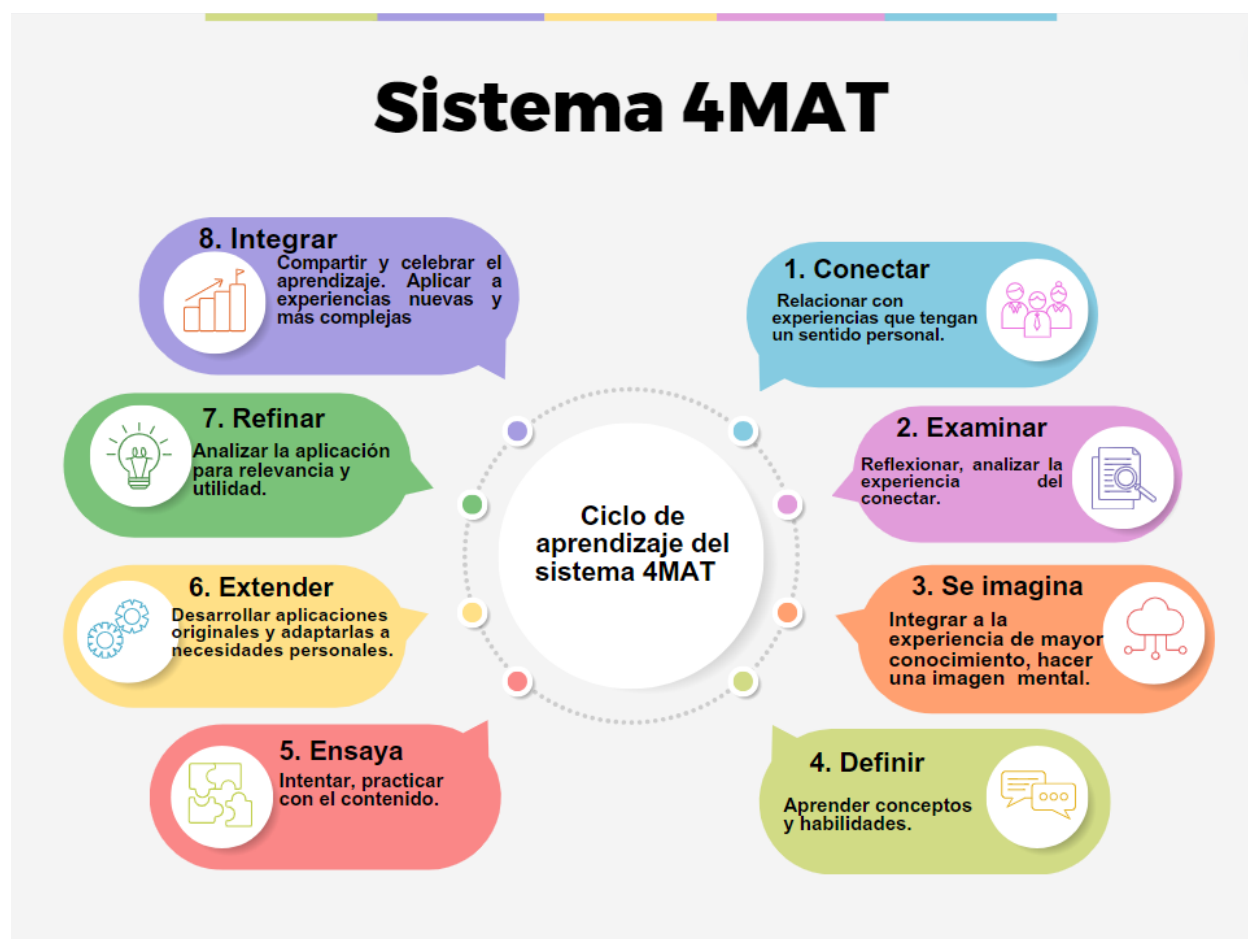 Sistema 4MAT
1. Conectar
Relacionar con
experiencias que tengan
un sentido personal.
2. Examinar
Reflexionar, analizar la
experiencia del
conectar.
3. Se imagina
Integrar a la
experiencia de mayor
conocimiento, hacer
una imagen mental.
4. Definir
Aprender conceptos
y habilidades.
5. Ensaya
Intentar, practicar
con el contenido.
6. Extender
Desarrollar aplicaciones
originales y adaptarlas a
necesidades personales.
7. Refinar
Analizar la aplicación
para relevancia y
utilidad.
8. Integrar
Compartir y celebrar el
aprendizaje. Aplicar a
experiencias nuevas y
más complejas
Ciclo de
aprendizaje del
sistema 4MAT